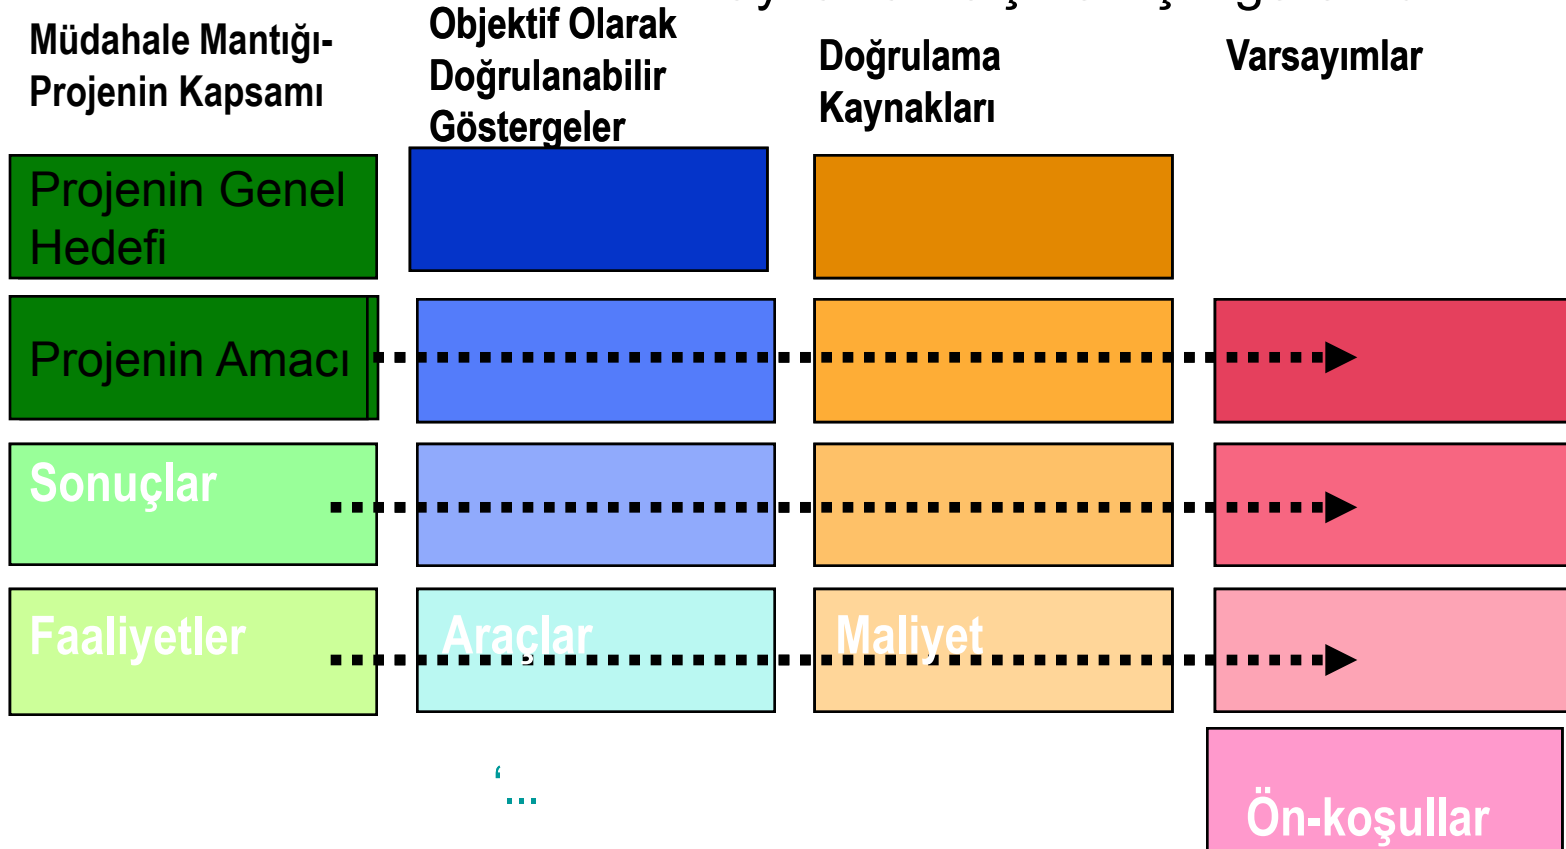 Müdahale Mantığı-
Projenin Kapsamı
Objektif Olarak
Doğrulanabilir
Göstergeler
Doğrulama
Kaynakları
Varsayımlar
Projenin Genel
Hedefi
Projenin Amacı
Sonuçlar
Faaliyetler
Araçlar
Maliyet
‘...
Ön-koşullar